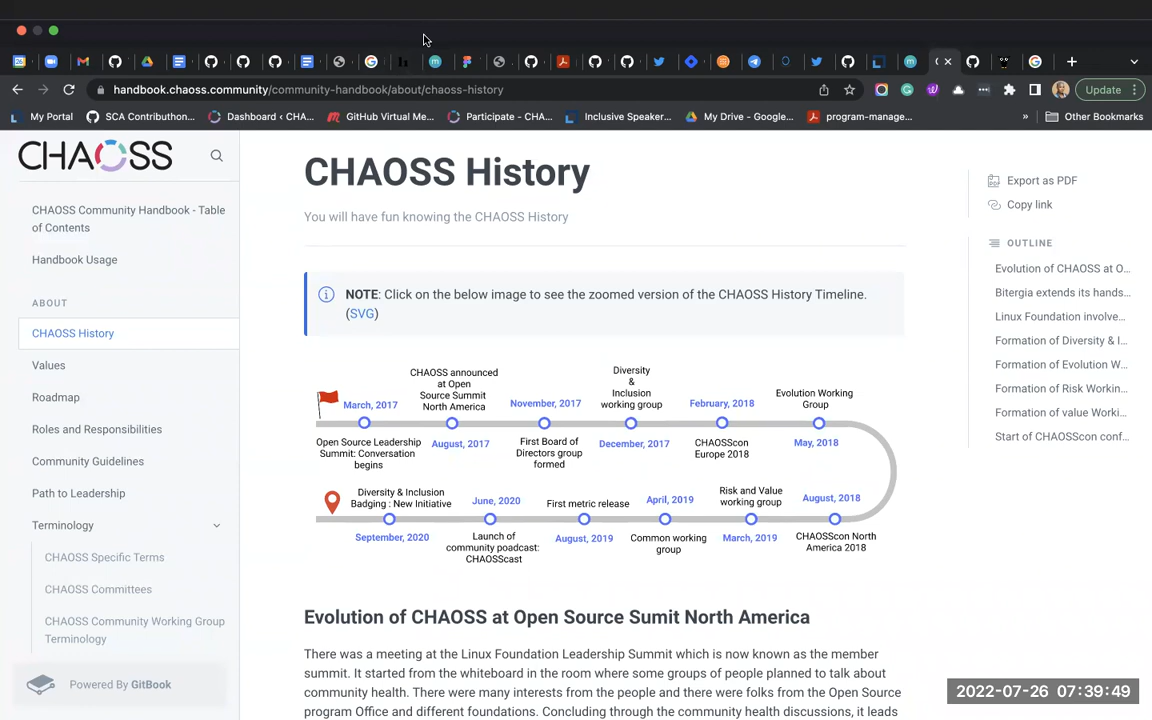 26
handbook.chaoss.community/community-handbook/about/chaoss-history
Update
My Portal
SCA Contributhon...
Dashboard ‹ CHA...
GitHub Virtual Me...
Participate - CHA...
Inclusive Speaker...
My Drive - Google...
program-manage...
»
Other Bookmarks
CHAOSS
CHAOSS Community Handbook - Table
of Contents
Handbook Usage
ABOUT
CHAOSS History
Values
Roadmap
Roles and Responsibilities
Community Guidelines
Path to Leadership
Terminology
CHAOSS Specific Terms
CHAOSS Committees
CHAOSS Community Working Group
Terminology
Powered By GitBook
CHAOSS History
You will have fun knowing the CHAOSS History
NOTE: Click on the below image to see the zoomed version of the CHAOSS History Timeline.
(SVG)
March, 2017
Open Source Leadership
Summit: Conversation
begins
CHAOSS announced
at Open
Source Summit
North America
August, 2017
November, 2017
First Board of
Directors group
formed
Diversity
&
Inclusion
working group
December, 2017
February, 2018
CHAOSScon
Europe 2018
Evolution Working
Group
May, 2018
Diversity & Inclusion
Badging : New Initiative
September, 2020
June, 2020
Launch of
community poadcast:
CHAOSScast
First metric release
August, 2019
April, 2019
Common working
group
Risk and Value
working group
March, 2019
August, 2018
CHAOSScon North
America 2018
Evolution of CHAOSS at Open Source Sumit North America
There was a meeting at the Linux Foundation Leadership Summit which is now known as the member
summit. It started from the whiteboard in the room where some groups of people planned to talk about
community health. There were many interests from the people and there were folks from the Open Source
program Office and different foundations. Concluding through the community health discussions, it leads
Export as PDF
Copy link
OUTLINE
Evolution of CHAOSS at O...
Bitergia extends its hands...
Linux Foundation involve...
Formation of Diversity & I...
Formation of Evolution W...
Formation of Risk Workin...
Formation of value Worki...
Start of CHAOSScon conf...
2022-07-26 07:39:49